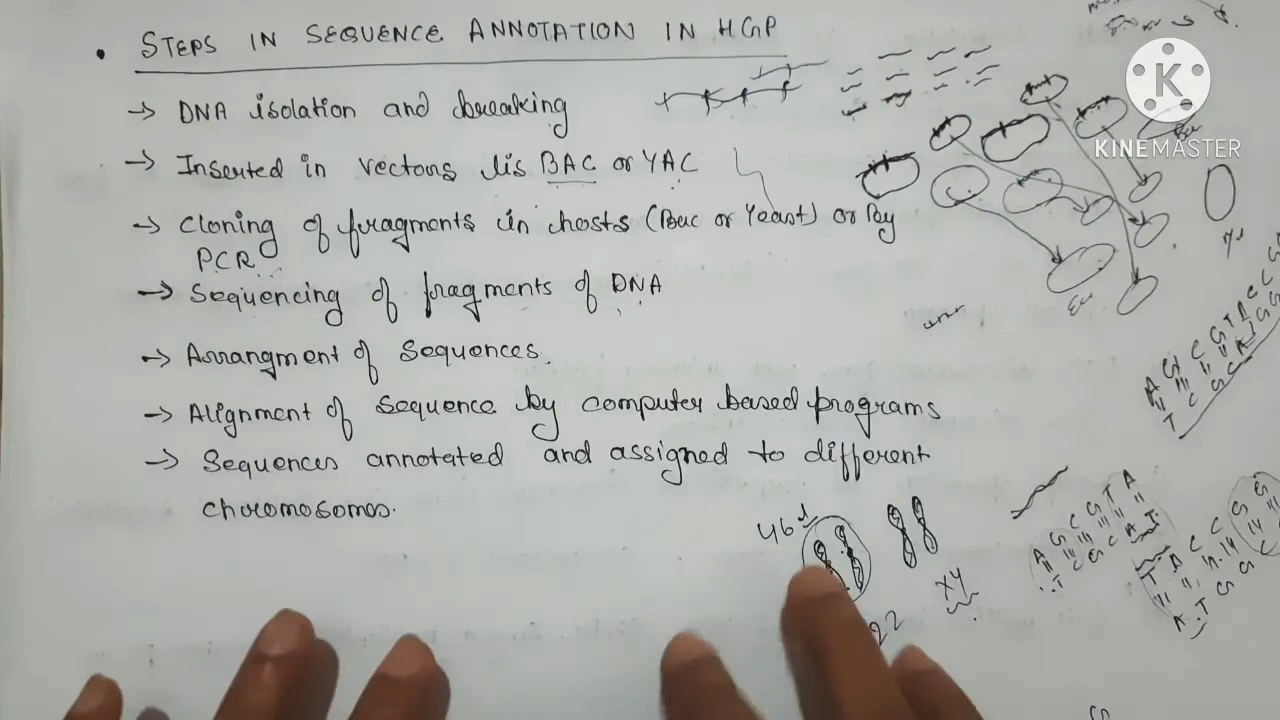 • STEPS IN SEQUENCE ANNOTATION IN HGP
→ DNA isolation and breaking
→ Inserted in vectors lis BAC or YAC
→ Cloning of fragments in hosts (Bac or Yeast) or By
PCR
→ Sequencing of fragments of DNA
→ Arrangment of sequences.
→ Alignment of sequence by computer based programs
→ Sequences annotated and assigned to different
chromosomes.
K
KINEMASTER
46
XY
22
A G C G T A C C
T C G C A
A G C G T A
T C G C A T
T A C C G G
A T G G